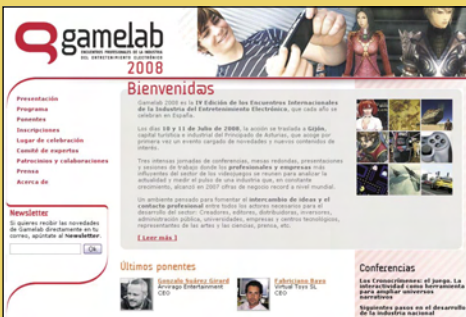 gamelab
ENCUENTROS PROFESIONALES DE LA INDUSTRIA
DEL ENTRETENIMIENTO ELECTRÓNICO
2008
Presentación
Programa
Ponentes
Inscripciones
Lugar de celebración
Comité de expertos
Patrocinios y colaboraciones
Prensa
Acerca de
Newsletter
Si quieres recibir las novedades
de Gamelab directamente en tu
correo, apúntate al Newsletter.
Ok
Bienvenid@s
Gamelab 2008 es la IV Edición de los Encuentros Internacionales
de la Industria del Entretenimiento Electrónico, que cada año se
celebran en España.
Los días 10 y 11 de Julio de 2008, la acción se traslada a Gijón,
capital turística e industrial del Principado de Asturias, que acoge por
primera vez un evento cargado de novedades y nuevos contenidos de
interés.
Tres intensas jornadas de conferencias, mesas redondas, presentaciones
y sesiones de trabajo donde los profesionales y empresas más
influyentes del sector de los videojuegos se reunen para analizar la
actualidad y medir el pulso de una industria que, en constante
crecimiento, alcanzó en 2007 cifras de negocio record a nivel mundial.
Un ambiente pensado para fomentar el intercambio de ideas y el
contacto profesional entre todos los actores necesarios para el
desarrollo del sector: Creadores, editores, distribuidoras, inversores,
administración pública, universidades, empresas y centros tecnológicos,
representantes de las artes y las ciencias, prensa, etc.
[ Leer más ]
Últimos ponentes
Gonzalo Suárez Girard
Arvirago Entertainment
CEO
Fabriciano Bayo
Virtual Toys SL
CEO
Conferencias
Los Cronocrímenes: el juego. La
interactividad como herramienta
para ampliar universos
narrativos
Siguientes pasos en el desarrollo
de la industria nacional